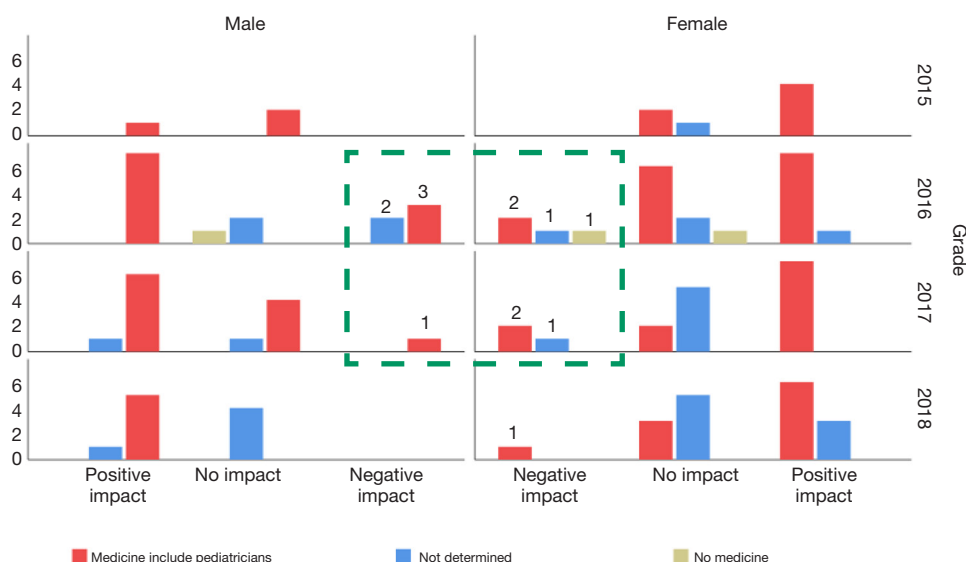 Male
Female
6
4
2
0
2015
6
4
2
0
2
3
2
1
1
2016
6
4
2
0
1
2
1
2017
6
4
2
0
1
2018
Grade
Positive
impact
No impact
Negative
impact
Negative
impact
No impact
Positive
impact
Medicine include pediatricians
Not determined
No medicine